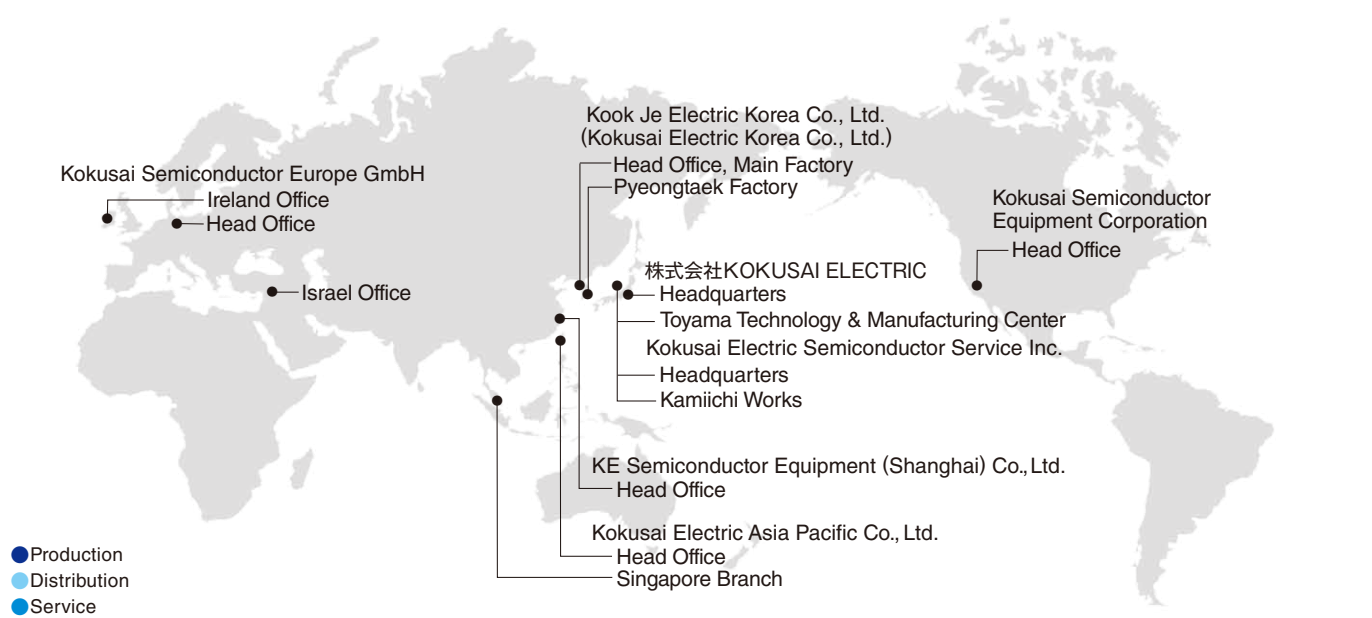 Kook Je Electric Korea Co., Ltd.
(Kokusai Electric Korea Co., Ltd.)
Head Office, Main Factory
Pyeongtaek Factory
Kokusai Semiconductor Europe GmbH
Ireland Office
Head Office
Israel Office
Kokusai Semiconductor
Equipment Corporation
Head Office
株式会社KOKUSAI ELECTRIC
Headquarters
Toyama Technology & Manufacturing Center
Kokusai Electric Semiconductor Service Inc.
Headquarters
Kamiichi Works
KE Semiconductor Equipment (Shanghai) Co., Ltd.
Head Office
Kokusai Electric Asia Pacific Co., Ltd.
Head Office
Singapore Branch
Production
Distribution
Service